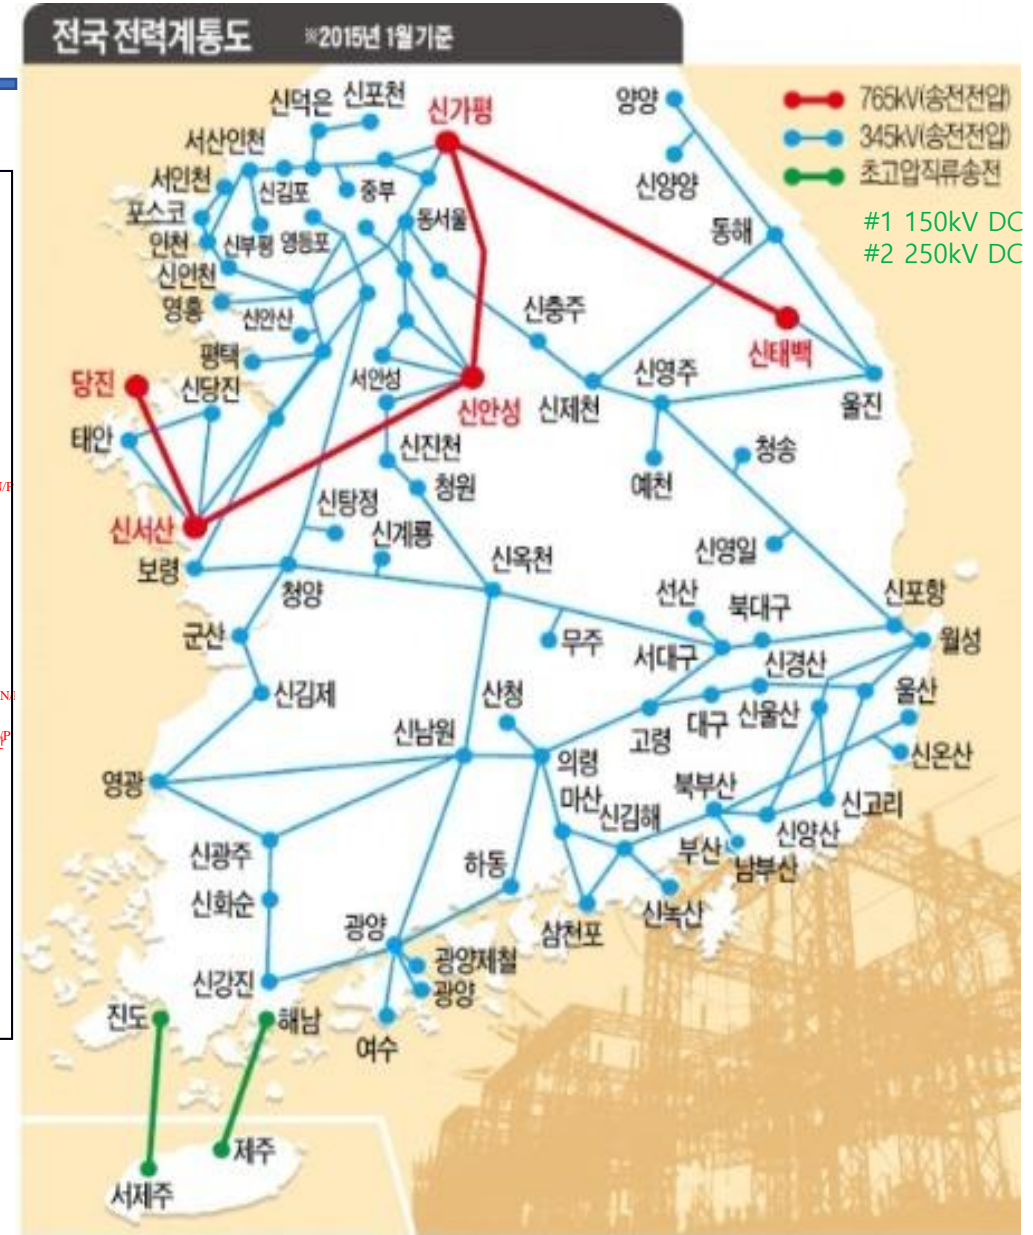 전국 전력계통도 ※2015년 1월 기준
765kV(송전전압)
345kV(송전전압)
초고압직류송전
#1 150kV DC
#2 250kV DC
신덕은
신포천
신가평
양양
서산인천
서인천
신김포
중부
신양양
포스코
동서울
동해
인천
신부평
영등포
신인천
영흥
신안산
신충주
평택
서안성
신태백
당진
신당진
신안성
신제천
신영주
울진
태안
신진천
청송
청원
예천
신탕정
신서산
신계룡
신영일
보령
신옥천
청양
선산
북대구
신포항
군산
무주
서대구
월성
신경산
신김제
산청
울산
신남원
대구
신울산
고령
영광
의령
신온산
마산
북부산
신김해
신고리
신양산
신광주
부산
하동
남부산
신화순
신녹산
광양
삼천포
광양제철
신강진
광양
진도
해남
여수
제주
서제주